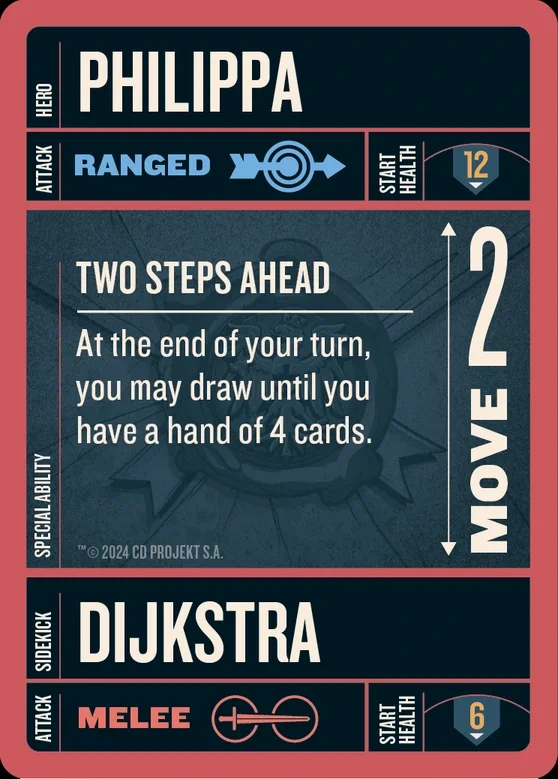 HERO
PHILIPPA
ATTACK
RANGED
START
HEALTH
12
TWO STEPS AHEAD
At the end of your turn,
you may draw until you
have a hand of 4 cards.
SPECIAL ABILITY
MOVE 2
™© 2024 CD PROJEKT S.A.
SIDEKICK
DIJKSTRA
ATTACK
MELEE
START
HEALTH
6